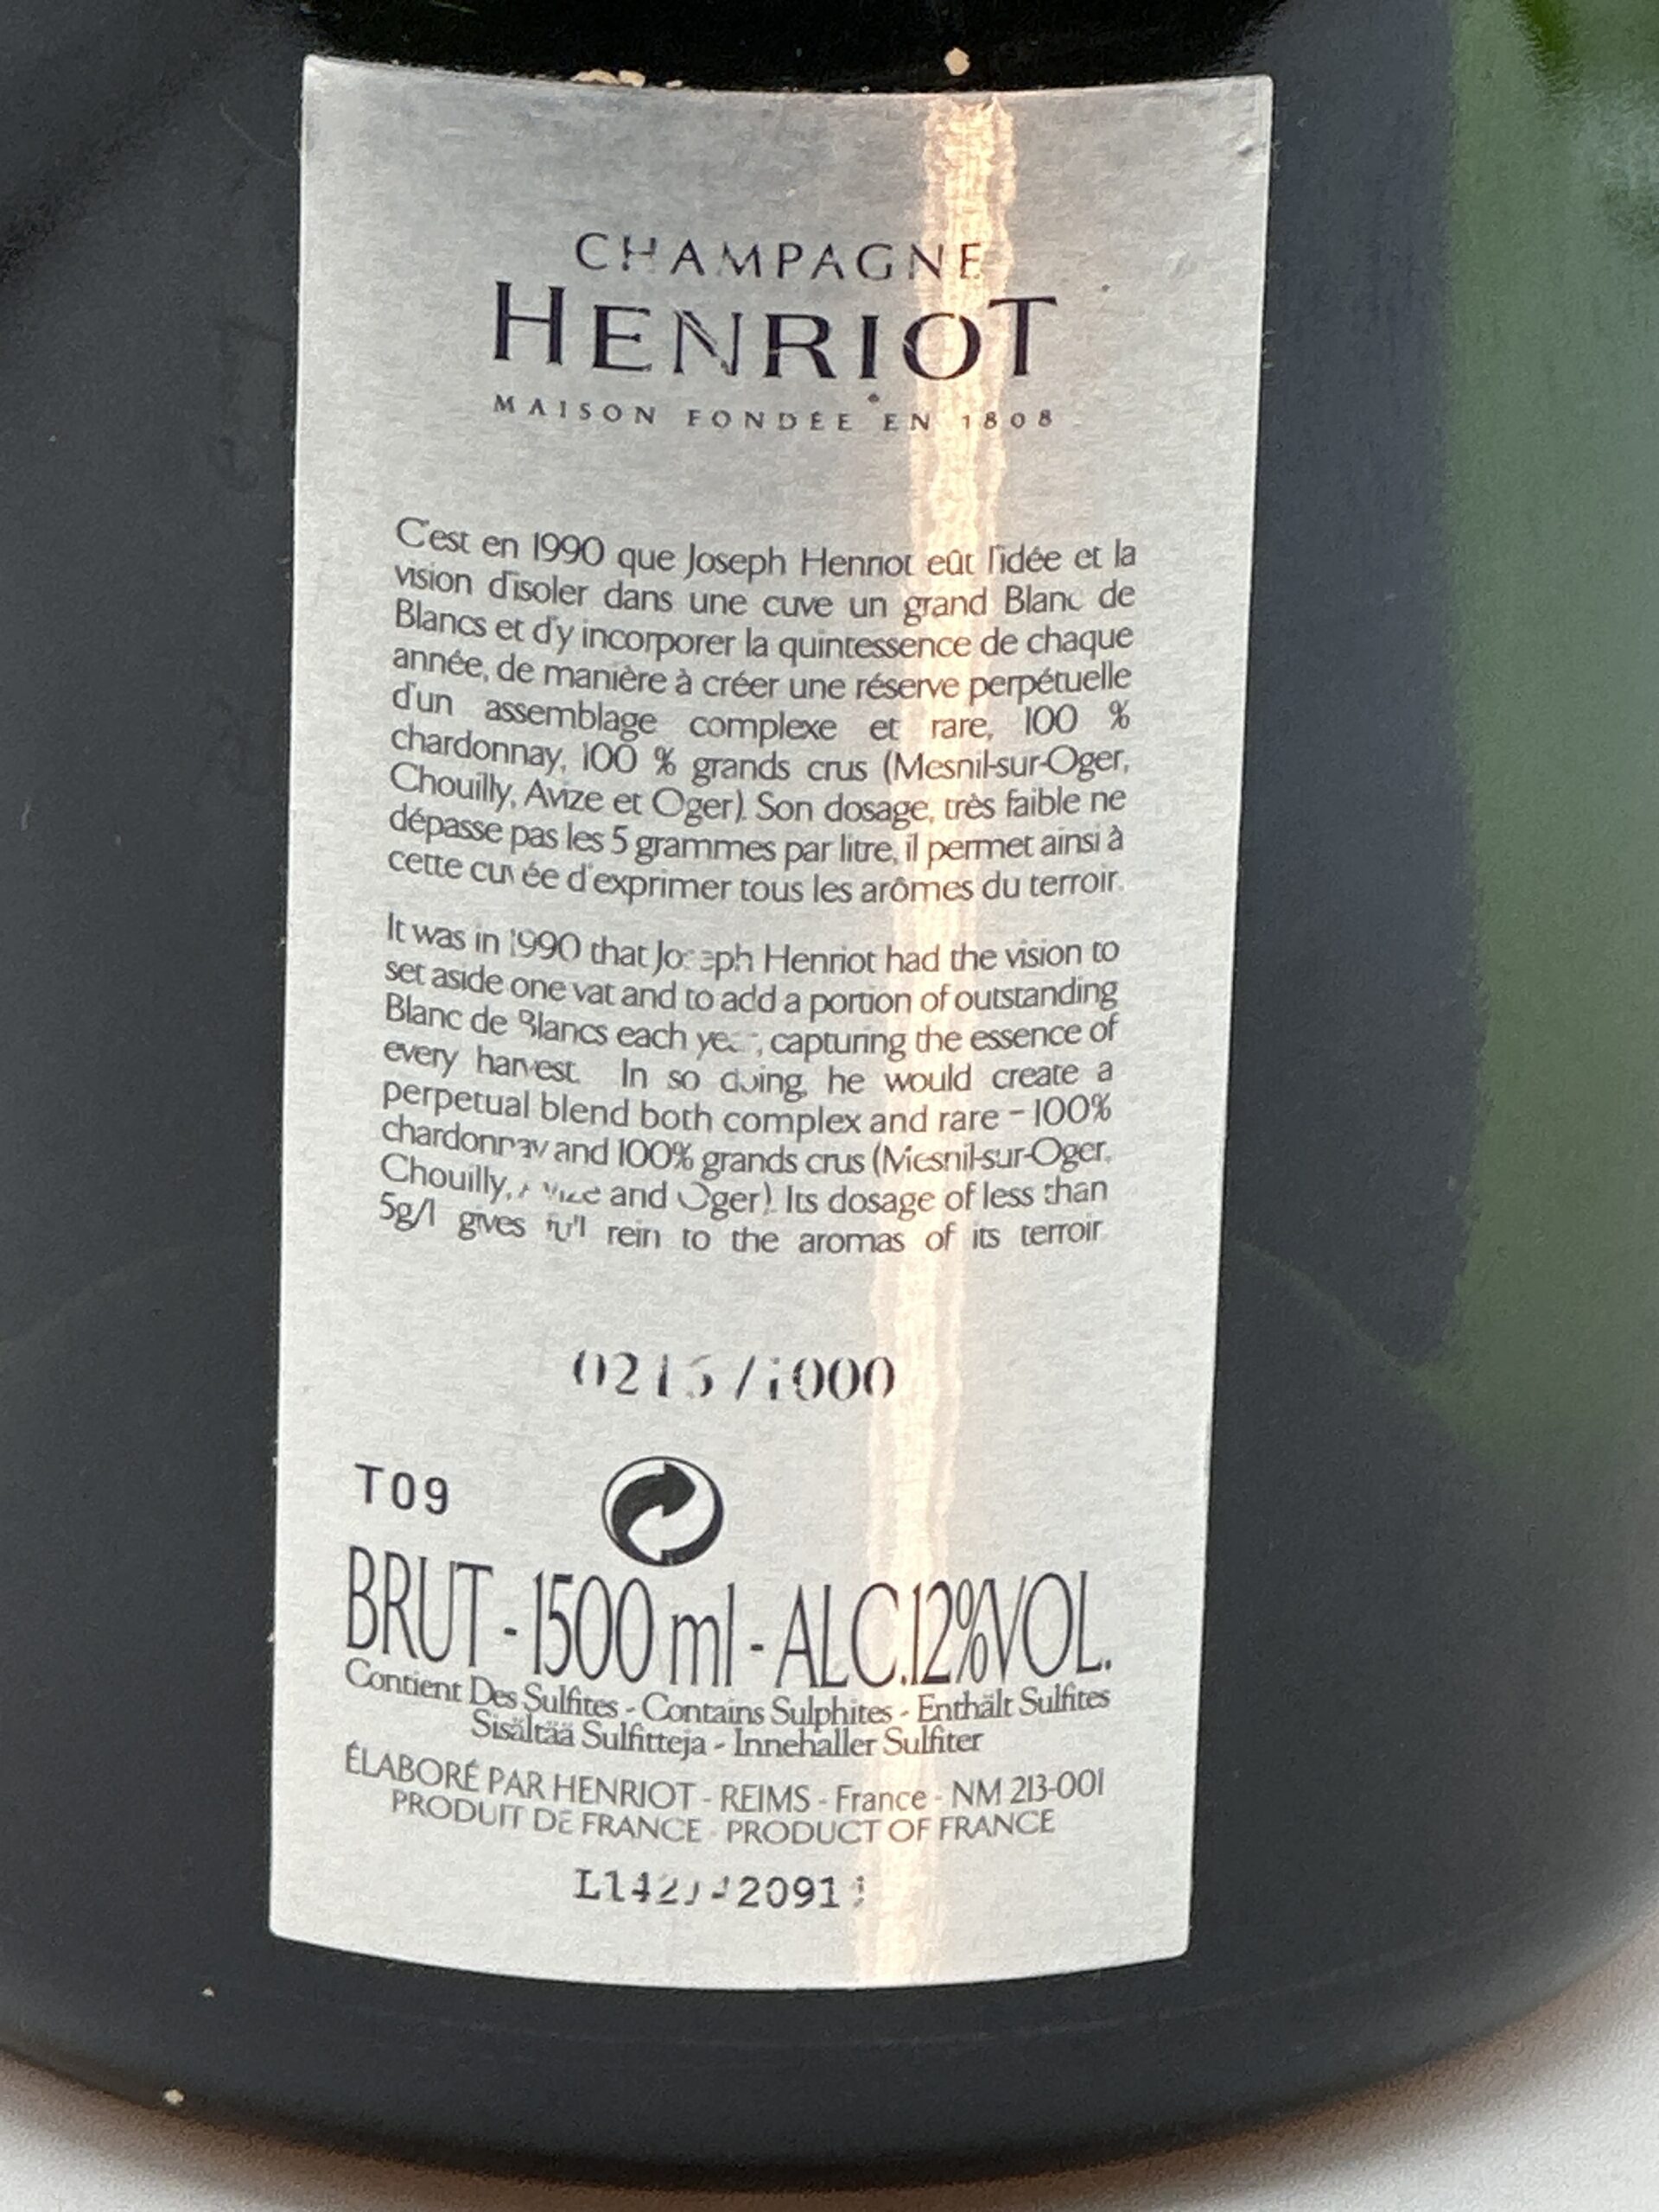 CHAMPAGNE
HENRIOT
MAISON FONDÉE EN 1808
C'est en 1990 que Joseph Henriot eût l'idée et la
vision d'isoler dans une cuve un grand Blanc de
Blancs et d'y incorporer la quintessence de chaque
année, de manière à créer une réserve perpétuelle
d'un assemblage complexe et rare, 100 %
chardonnay, 100 % grands crus (Mesnil-sur-Oger,
Chouilly, Avize et Oger). Son dosage, très faible ne
dépasse pas les 5 grammes par litre, il permet ainsi à
cette cuvée d'exprimer tous les arômes du terroir.
It was in 1990 that Joseph Henriot had the vision to
set aside one vat and to add a portion of outstanding
Blanc de Blancs each year, capturing the essence of
every harvest. In so doing, he would create a
perpetual blend both complex and rare – 100%
chardonnay and 100% grands crus (Mesnil-sur-Oger,
Chouilly, Avize and Oger). Its dosage of less than
5g/l gives full rein to the aromas of its terroir.
/1000
T09
BRUT - 1500 ml - ALC.12%VOL.
Contient Des Sulfites - Contains Sulphites - Enthält Sulfites
Sisältää Sulfitteja - Innehaller Sulfiter
ÉLABORÉ PAR HENRIOT - REIMS - France - NM 213-001
PRODUIT DE FRANCE - PRODUCT OF FRANCE